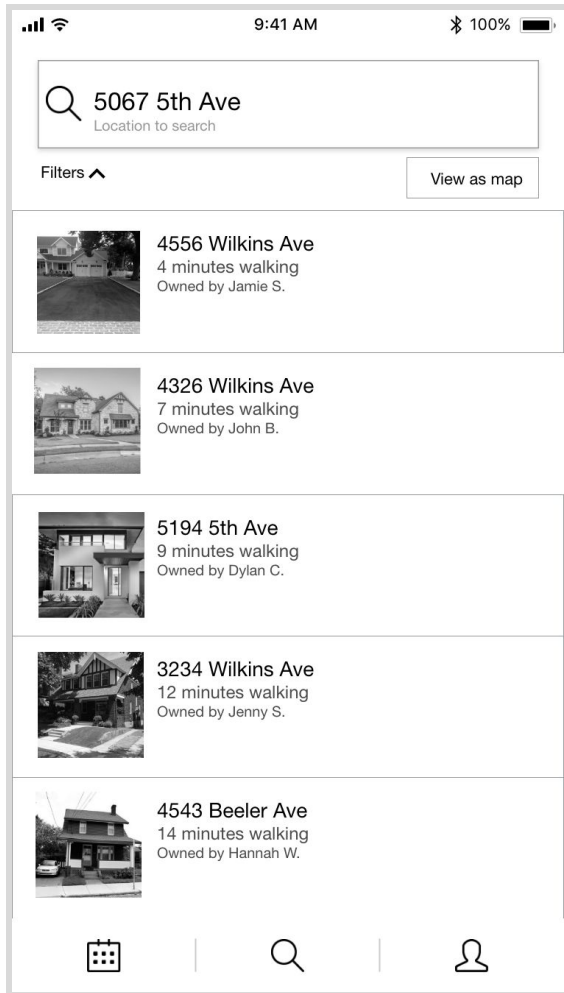 9:41 AM
100%
5067 5th Ave
Location to search
Filters
View as map
4556 Wilkins Ave
4 minutes walking
Owned by Jamie S.
4326 Wilkins Ave
7 minutes walking
Owned by John B.
5194 5th Ave
9 minutes walking
Owned by Dylan C.
3234 Wilkins Ave
12 minutes walking
Owned by Jenny S.
4543 Beeler Ave
14 minutes walking
Owned by Hannah W.